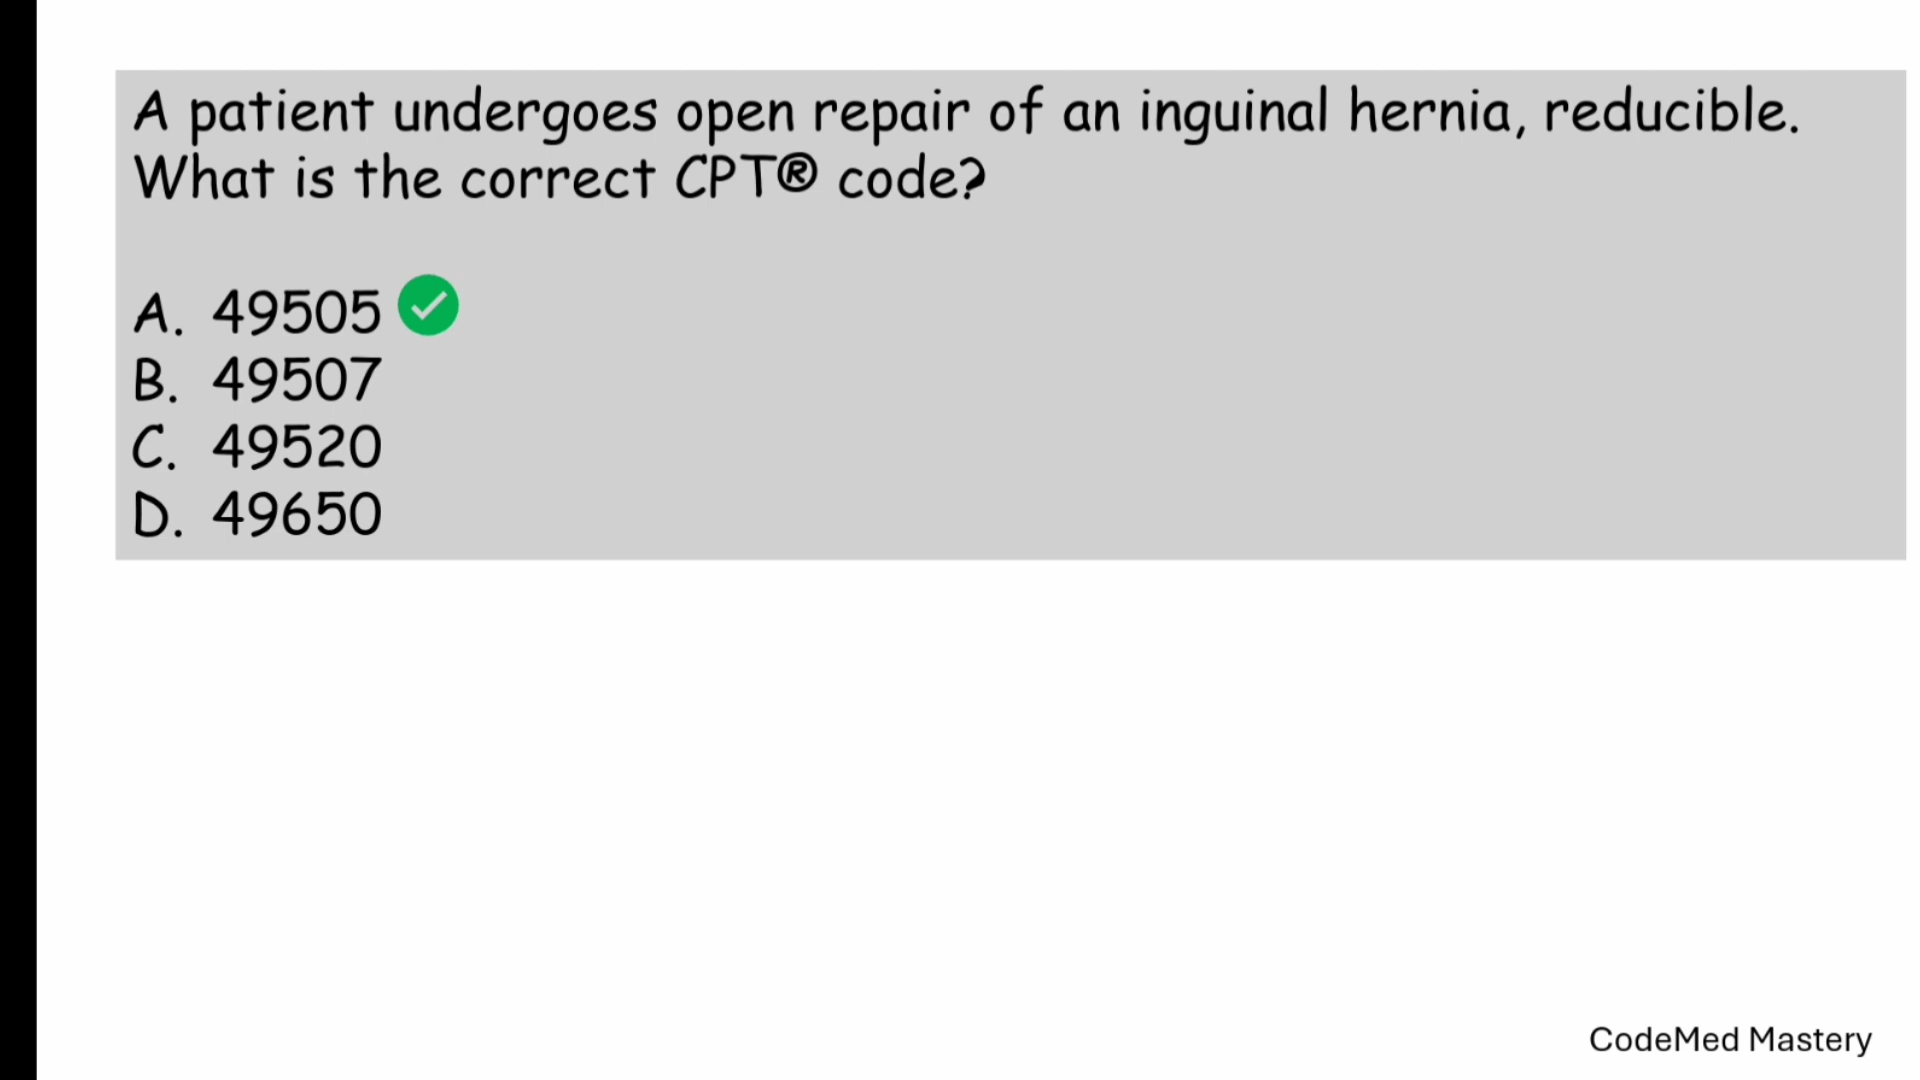 A patient undergoes open repair of an inguinal hernia, reducible.
What is the correct CPT® code?
A. 49505
B. 49507
C. 49520
D. 49650
CodeMed Mastery